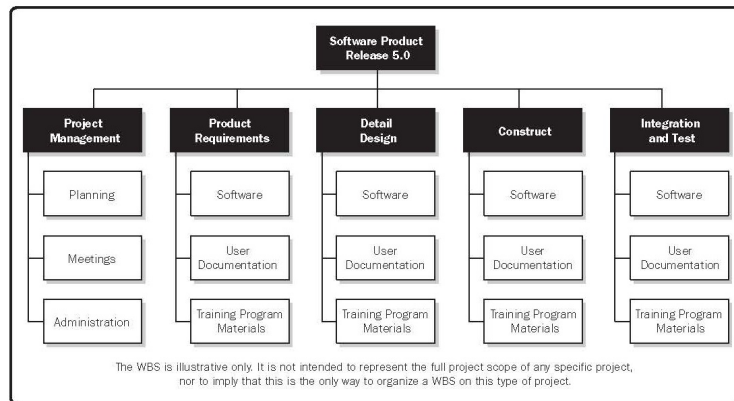 Software Product
Release 5.0
Project
Management
Product
Requirements
Detail
Design
Construct
Integration
and Test
Planning
Software
Software
Software
Software
Meetings
User
Documentation
User
Documentation
User
Documentation
User
Documentation
Administration
Training Program
Materials
Training Program
Materials
Training Program
Materials
Training Program
Materials
The WBS is illustrative only. It is not intended to represent the full project scope of any specific project,
nor to imply that this is the only way to organize a WBS on this type of project.